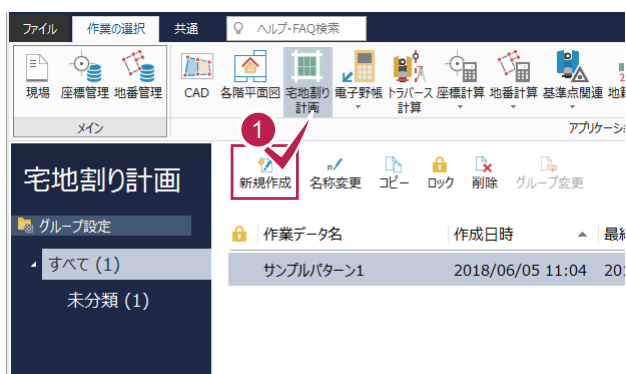 ファイル 作業の選択 共通 ヘルプ・FAQ検索
現場 座標管理 地番管理 CAD 各階平面図 宅地割り計画 電子野帳 トラバース計算 座標計算 地番計算 基準点関連 地籍
メイン アプリケーショ
1
宅地割り計画 新規作成 名称変更 コピー ロック 削除 グループ変更
グループ設定
作業データ名 作成日時 最終
すべて (1)
サンプルパターン1 2018/06/05 11:04 20
未分類 (1)